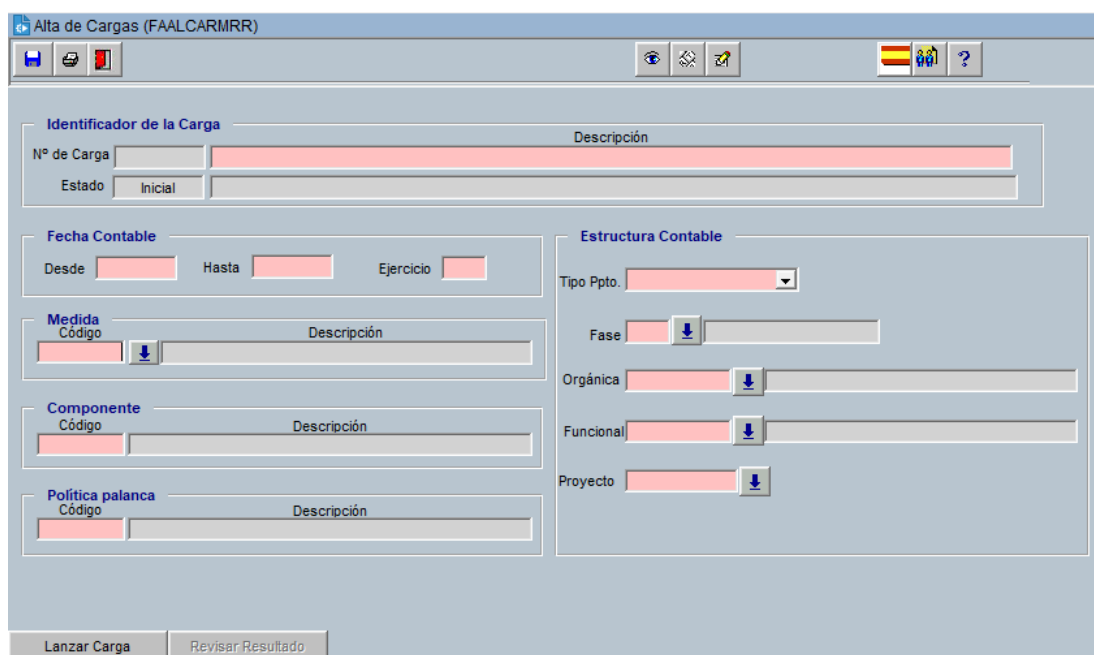 Alta de Cargas (FAALCARMRR)
?
Identificador de la Carga
Descripción
Nº de Carga
Estado Inicial
Fecha Contable
Desde Hasta Ejercicio
Medida
Código Descripción
Componente
Código Descripción
Política palanca
Código Descripción
Estructura Contable
Tipo Ppto.
Fase
Orgánica
Funcional
Proyecto
Lanzar Carga Revisar Resultado